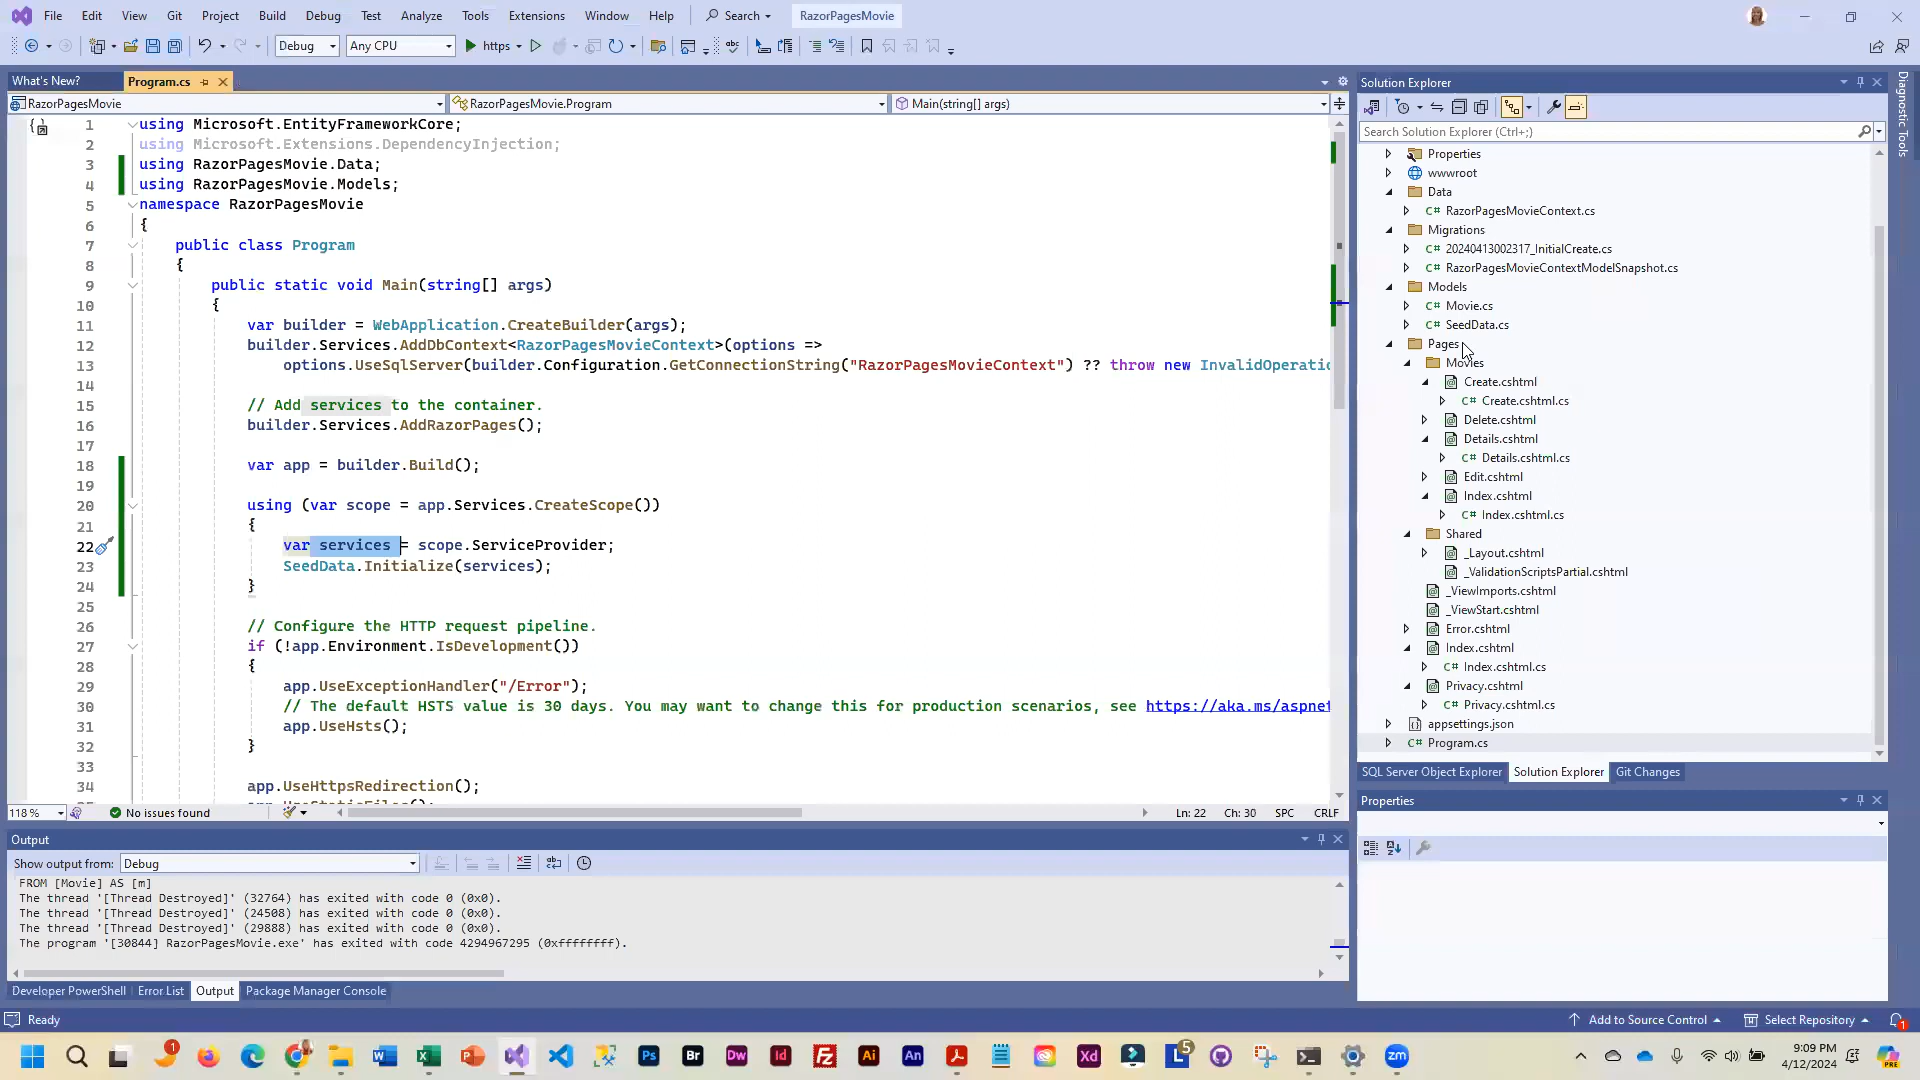 File Edit View Git Project Build Debug Test Analyze Tools Extensions Window Help Search RazorPagesMovie
Debug Any CPU https
What's New? Program.cs
RazorPagesMovie RazorPagesMovie.Program Main(string[] args)
1 using Microsoft.EntityFrameworkCore;
2 using Microsoft.Extensions.DependencyInjection;
3 using RazorPagesMovie.Data;
4 using RazorPagesMovie.Models;
5 namespace RazorPagesMovie
6 {
7 public class Program
8 {
9 public static void Main(string[] args)
10 {
11 var builder = WebApplication.CreateBuilder(args);
12 builder.Services.AddDbContext<RazorPagesMovieContext>(options =>
13 options.UseSqlServer(builder.Configuration.GetConnectionString("RazorPagesMovieContext") ?? throw new InvalidOperatio
14
15 // Add services to the container.
16 builder.Services.AddRazorPages();
17
18 var app = builder.Build();
19
20 using (var scope = app.Services.CreateScope())
21 {
22 var services = scope.ServiceProvider;
23 SeedData.Initialize(services);
24 }
25
26 // Configure the HTTP request pipeline.
27 if (!app.Environment.IsDevelopment())
28 {
29 app.UseExceptionHandler("/Error");
30 // The default HSTS value is 30 days. You may want to change this for production scenarios, see https://aka.ms/aspnet
31 app.UseHsts();
32 }
33
34 app.UseHttpsRedirection();
118 % No issues found Ln: 22 Ch: 30 SPC CRLF
Output
Show output from: Debug
FROM [Movie] AS [m]
The thread '[Thread Destroyed]' (32764) has exited with code 0 (0x0).
The thread '[Thread Destroyed]' (24508) has exited with code 0 (0x0).
The thread '[Thread Destroyed]' (29888) has exited with code 0 (0x0).
The program '[30844] RazorPagesMovie.exe' has exited with code 4294967295 (0xffffffff).
Developer PowerShell Error List Output Package Manager Console
Solution Explorer
Search Solution Explorer (Ctrl+;)
Properties
wwwroot
Data
C# RazorPagesMovieContext.cs
Migrations
C# 20240413002317_InitialCreate.cs
C# RazorPagesMovieContextModelSnapshot.cs
Models
C# Movie.cs
C# SeedData.cs
Pages
Movies
Create.cshtml
C# Create.cshtml.cs
Delete.cshtml
Details.cshtml
C# Details.cshtml.cs
Edit.cshtml
Index.cshtml
C# Index.cshtml.cs
Shared
_Layout.cshtml
_ValidationScriptsPartial.cshtml
_ViewImports.cshtml
_ViewStart.cshtml
Error.cshtml
Index.cshtml
C# Index.cshtml.cs
Privacy.cshtml
C# Privacy.cshtml.cs
appsettings.json
C# Program.cs
SQL Server Object Explorer Solution Explorer Git Changes
Properties
Diagnostic Tools
Ready Add to Source Control Select Repository 1
1 W X P Ps Br Dw Id Fz Ai An Xd L 5 zm
9:09 PM
4/12/2024
PRE